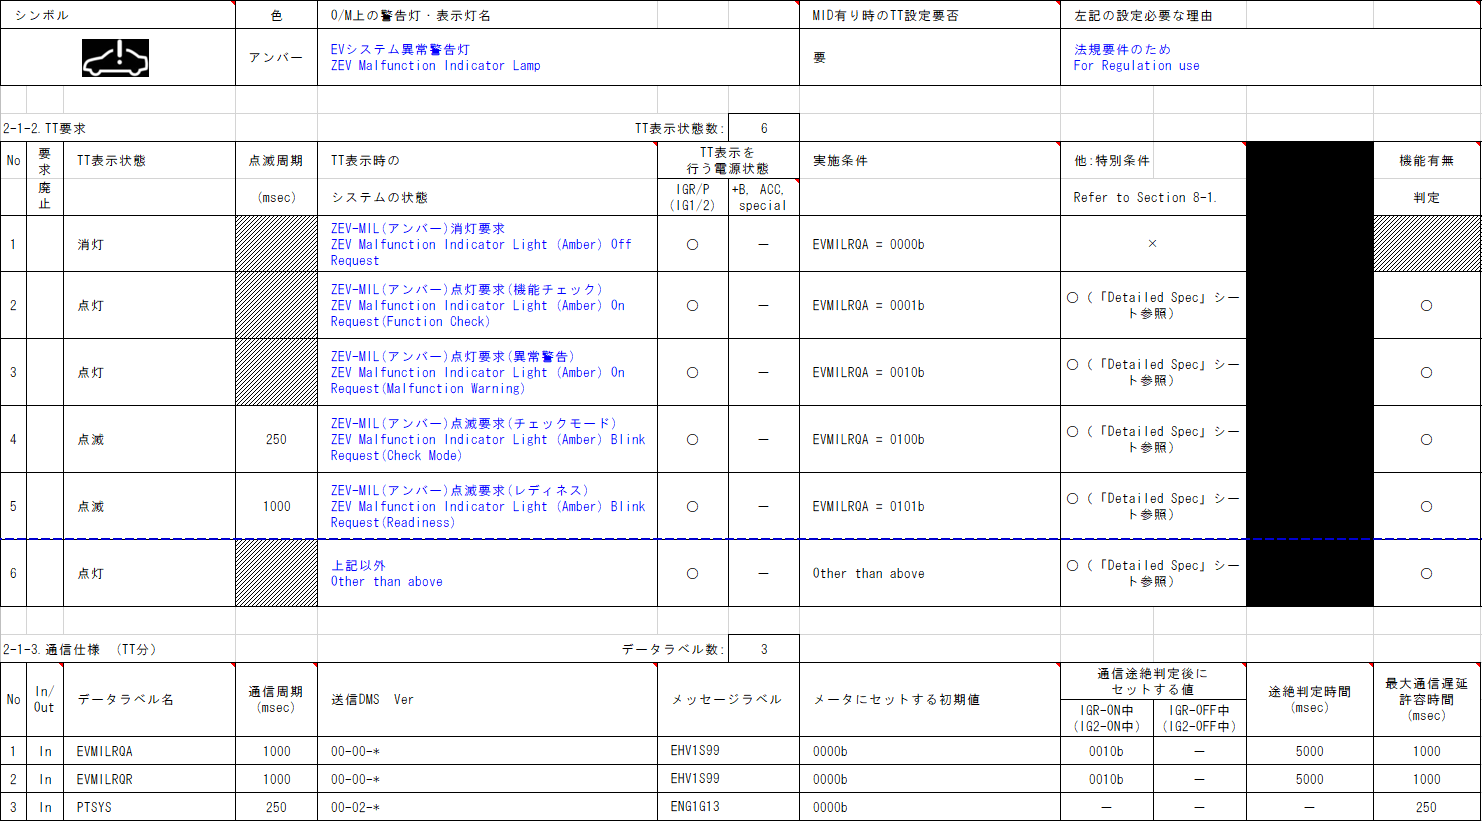 シンボル 色 O/M上の警告灯・表示灯名 MID有り時のTT設定要否 左記の設定必要な理由
アンバー EVシステム異常警告灯 要 法規要件のため
ZEV Malfunction Indicator Lamp For Regulation use
2-1-2.TT要求 TT表示状態数: 6
No 要求廃止 TT表示状態 点滅周期 TT表示時の TT表示を 実施条件 他:特別条件 機能有無
行う電源状態
(msec) システムの状態 IGR/P +B, ACC, Refer to Section 8-1. 判定
(IG1/2) special
1 消灯 ZEV-MIL(アンバー)消灯要求 ○ － EVMILRQA = 0000b ×
ZEV Malfunction Indicator Light (Amber) Off
Request
2 点灯 ZEV-MIL(アンバー)点灯要求(機能チェック) ○ － EVMILRQA = 0001b ○（「Detailed Spec」シー ○
ZEV Malfunction Indicator Light (Amber) On ト参照）
Request(Function Check)
3 点灯 ZEV-MIL(アンバー)点灯要求(異常警告) ○ － EVMILRQA = 0010b ○（「Detailed Spec」シー ○
ZEV Malfunction Indicator Light (Amber) On ト参照）
Request(Malfunction Warning)
4 点滅 250 ZEV-MIL(アンバー)点滅要求(チェックモード) ○ － EVMILRQA = 0100b ○（「Detailed Spec」シー ○
ZEV Malfunction Indicator Light (Amber) Blink ト参照）
Request(Check Mode)
5 点滅 1000 ZEV-MIL(アンバー)点滅要求(レディネス) ○ － EVMILRQA = 0101b ○（「Detailed Spec」シー ○
ZEV Malfunction Indicator Light (Amber) Blink ト参照）
Request(Readiness)
6 点灯 上記以外 ○ － Other than above ○（「Detailed Spec」シー ○
Other than above ト参照）
2-1-3.通信仕様 （TT分） データラベル数: 3
No In/ データラベル名 通信周期 送信DMS Ver メッセージラベル メータにセットする初期値 通信途絶判定後に 途絶判定時間 最大通信遅延
Out (msec) セットする値 (msec) 許容時間
IGR-ON中 IGR-OFF中 (msec)
(IG2-ON中) (IG2-OFF中)
1 In EVMILRQA 1000 00-00-* EHV1S99 0000b 0010b － 5000 1000
2 In EVMILRQR 1000 00-00-* EHV1S99 0000b 0010b － 5000 1000
3 In PTSYS 250 00-02-* ENG1G13 0000b － － － 250